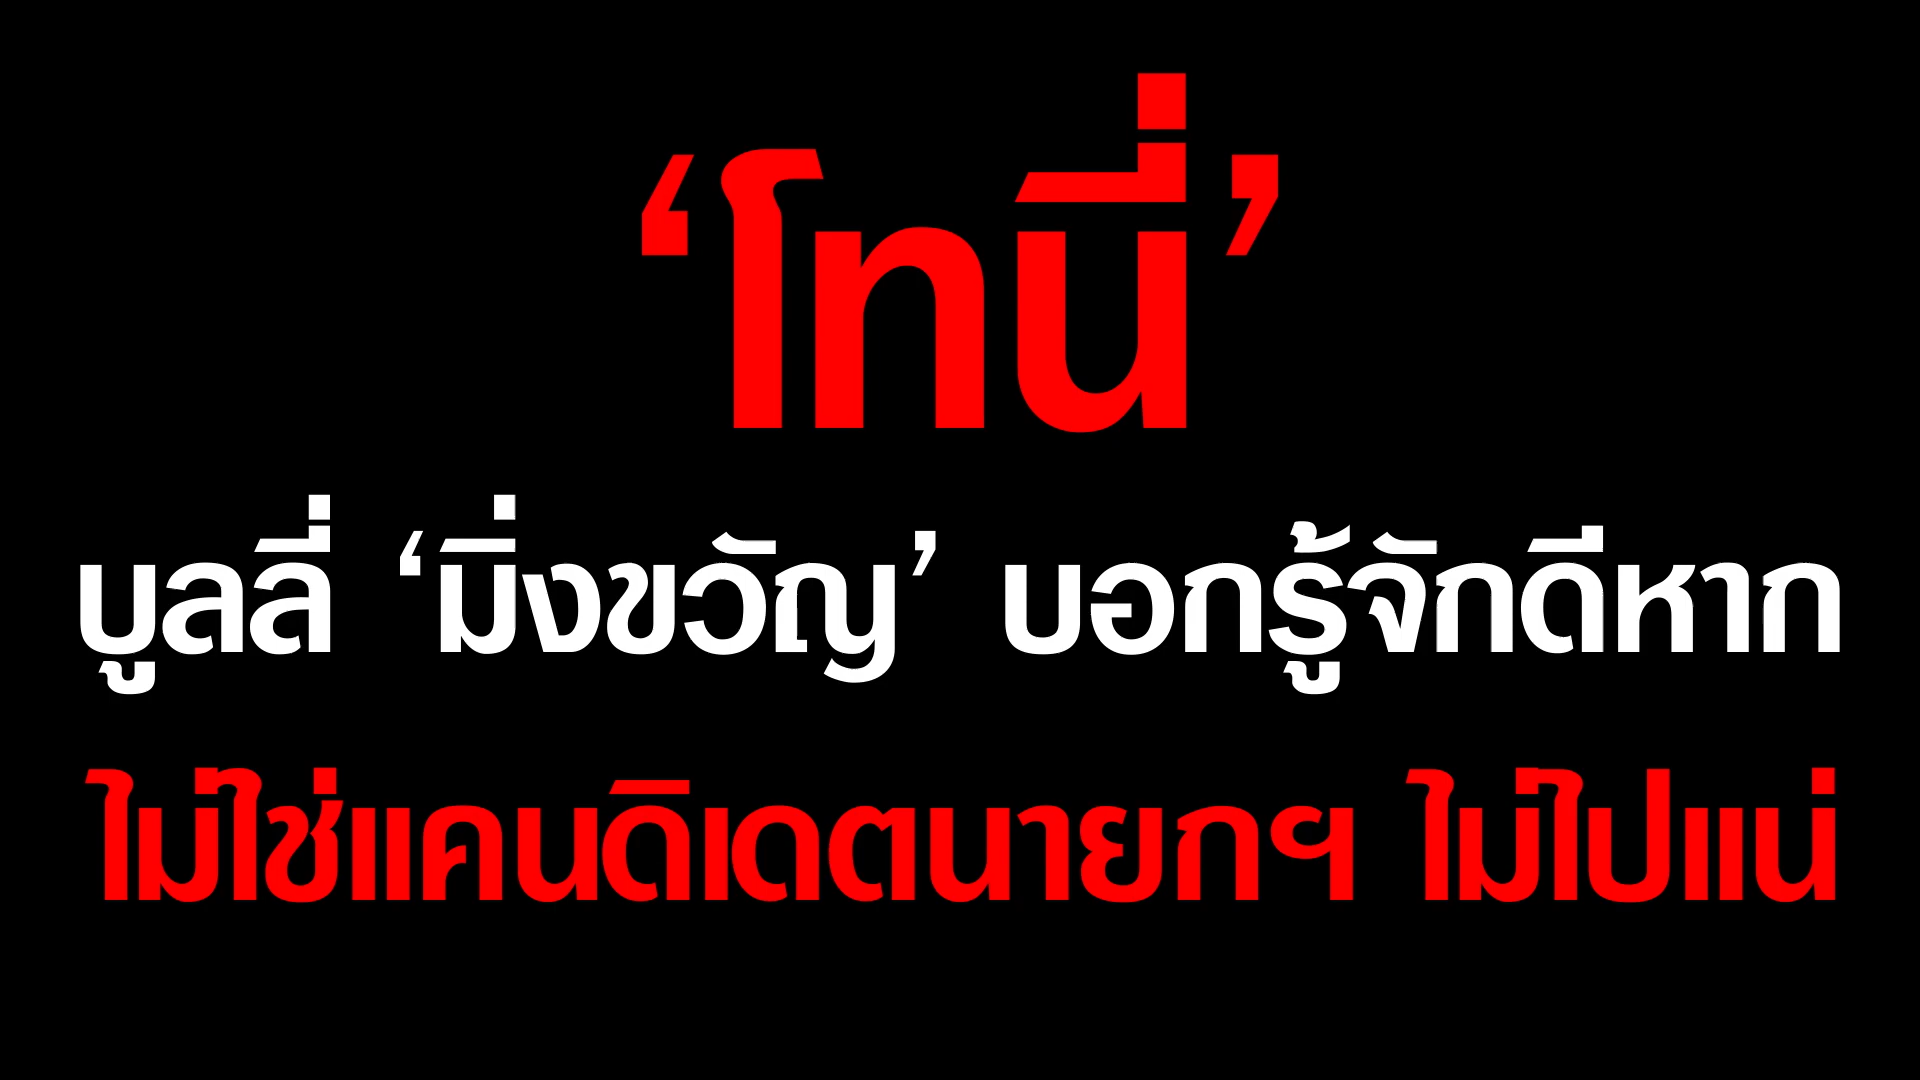 ‘โทนี่’
บูลลี่ ‘มิ่งขวัญ’ บอกรู้จักดีหาก
ไม่ใช่แคนดิเดตนายกฯ ไม่ไปแน่